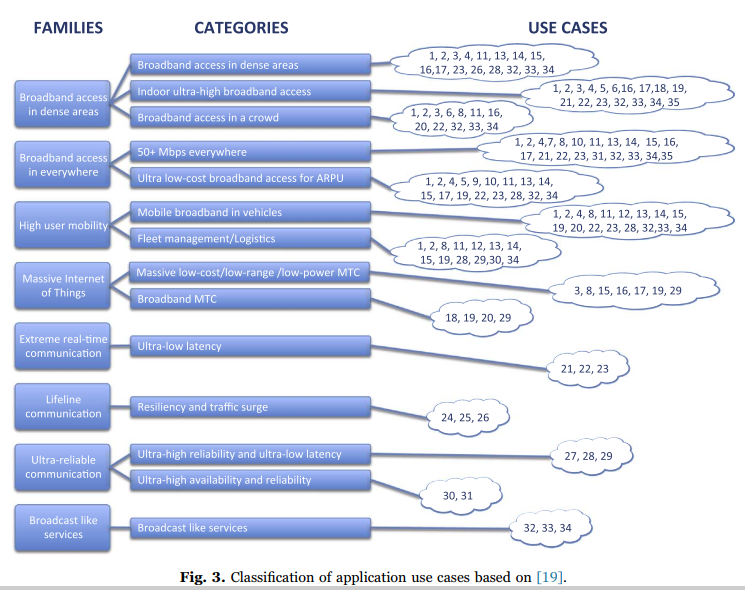 FAMILIES
CATEGORIES
USE CASES
Broadband access
in dense areas
Broadband access in dense areas
1, 2, 3, 4, 11, 13, 14, 15,
16,17, 23, 26, 28, 32, 33, 34
Indoor ultra-high broadband access
1, 2, 3, 4, 5, 6,16, 17,18, 19,
21, 22, 23, 32, 33, 34, 35
Broadband access in a crowd
1, 2, 3, 6, 8, 11, 16,
20, 22, 32, 33, 34
Broadband access
in everywhere
50+ Mbps everywhere
1, 2, 4,7, 8, 10, 11, 13, 14, 15, 16,
17, 21, 22, 23, 31, 32, 33, 34,35
Ultra low-cost broadband access for ARPU
1, 2, 4, 5, 9, 10, 11, 13, 14,
15, 17, 19, 22, 23, 28, 32, 34
High user mobility
Mobile broadband in vehicles
1, 2, 4, 8, 11, 12, 13, 14, 15,
19, 20, 22, 23, 28, 32,33, 34
Fleet management/Logistics
1, 2, 8, 11, 12, 13, 14,
15, 19, 28, 29,30, 34
Massive Internet
of Things
Massive low-cost/low-range /low-power MTC
3, 8, 15, 16, 17, 19, 29
Broadband MTC
18, 19, 20, 29
Extreme real-time
communication
Ultra-low latency
21, 22, 23
Lifeline
communication
Resiliency and traffic surge
24, 25, 26
Ultra-reliable
communication
Ultra-high reliability and ultra-low latency
27, 28, 29
Ultra-high availability and reliability
30, 31
Broadcast like
services
Broadcast like services
32, 33, 34
Fig. 3. Classification of application use cases based on [19].